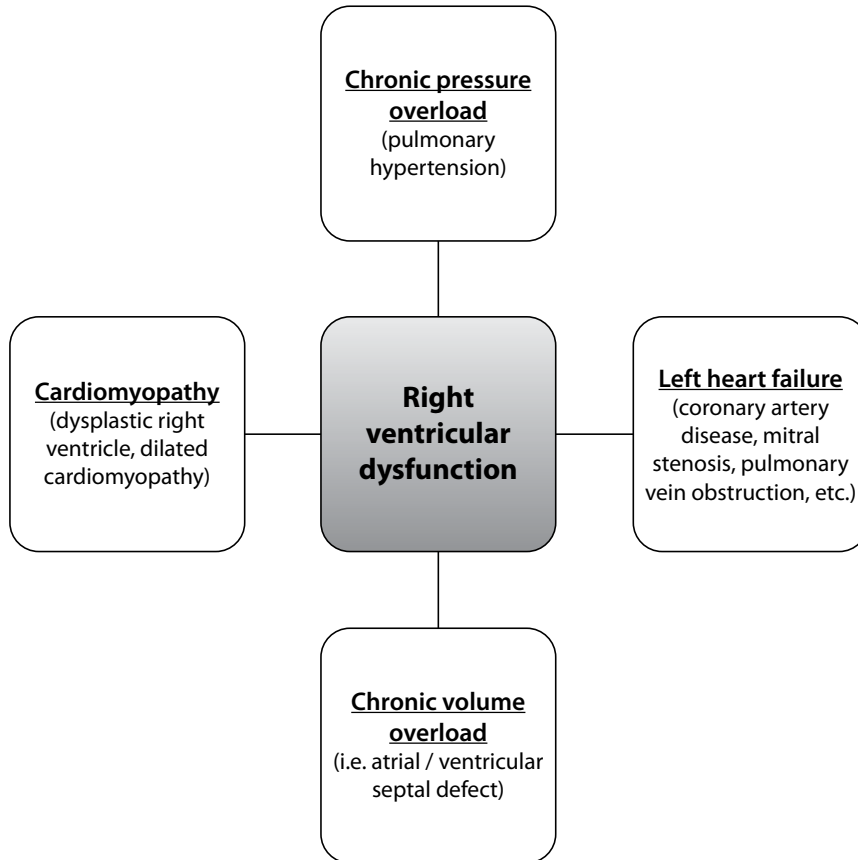 Chronic pressure
overload
(pulmonary
hypertension)
Cardiomyopathy
(dysplastic right
ventricle, dilated
cardiomyopathy)
Right
ventricular
dysfunction
Left heart failure
(coronary artery
disease, mitral
stenosis, pulmonary
vein obstruction, etc.)
Chronic volume
overload
(i.e. atrial / ventricular
septal defect)